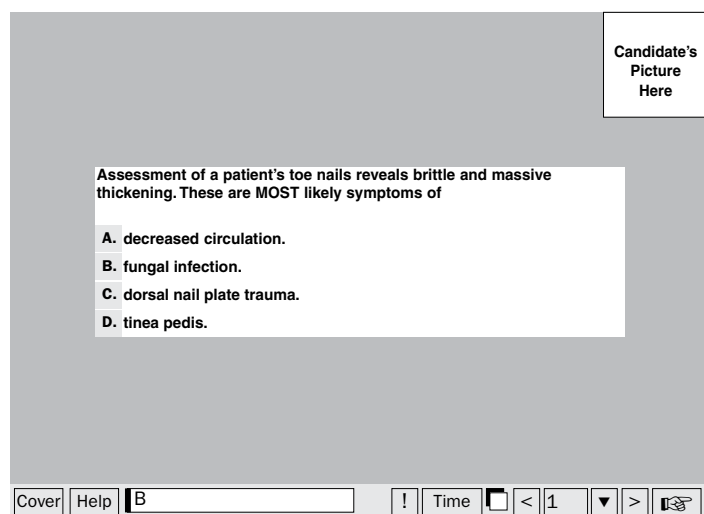 Candidate's
Picture
Here
Assessment of a patient's toe nails reveals brittle and massive
thickening. These are MOST likely symptoms of
A. decreased circulation.
B. fungal infection.
C. dorsal nail plate trauma.
D. tinea pedis.
Cover Help B ! Time < 1 ▼ > ☞